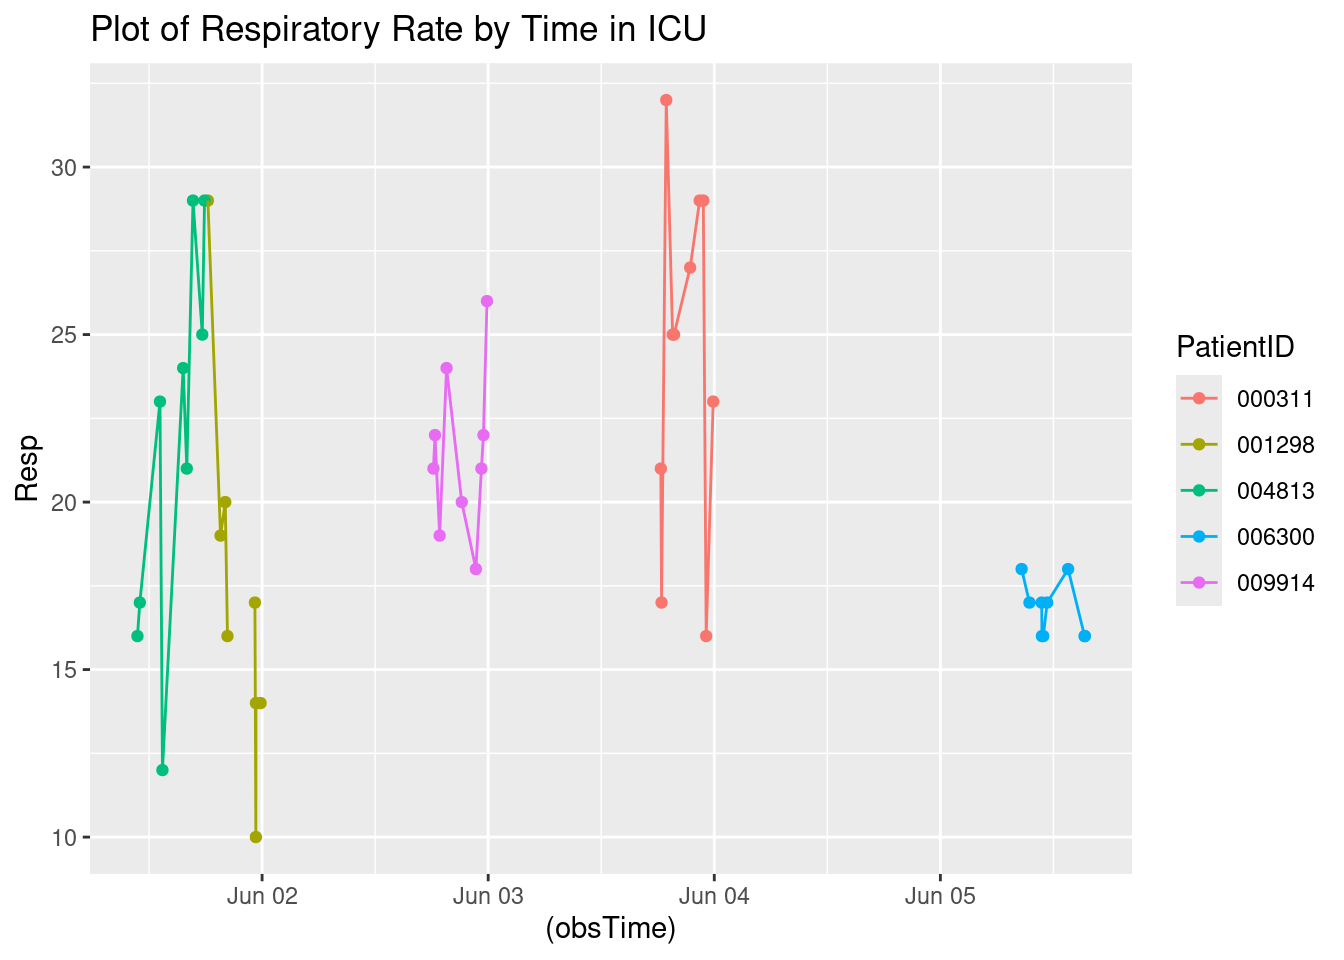 Plot of Respiratory Rate by Time in ICU
30
25
20
15
10
Resp
Jun 02
Jun 03
Jun 04
Jun 05
(obsTime)
PatientID
000311
001298
004813
006300
009914